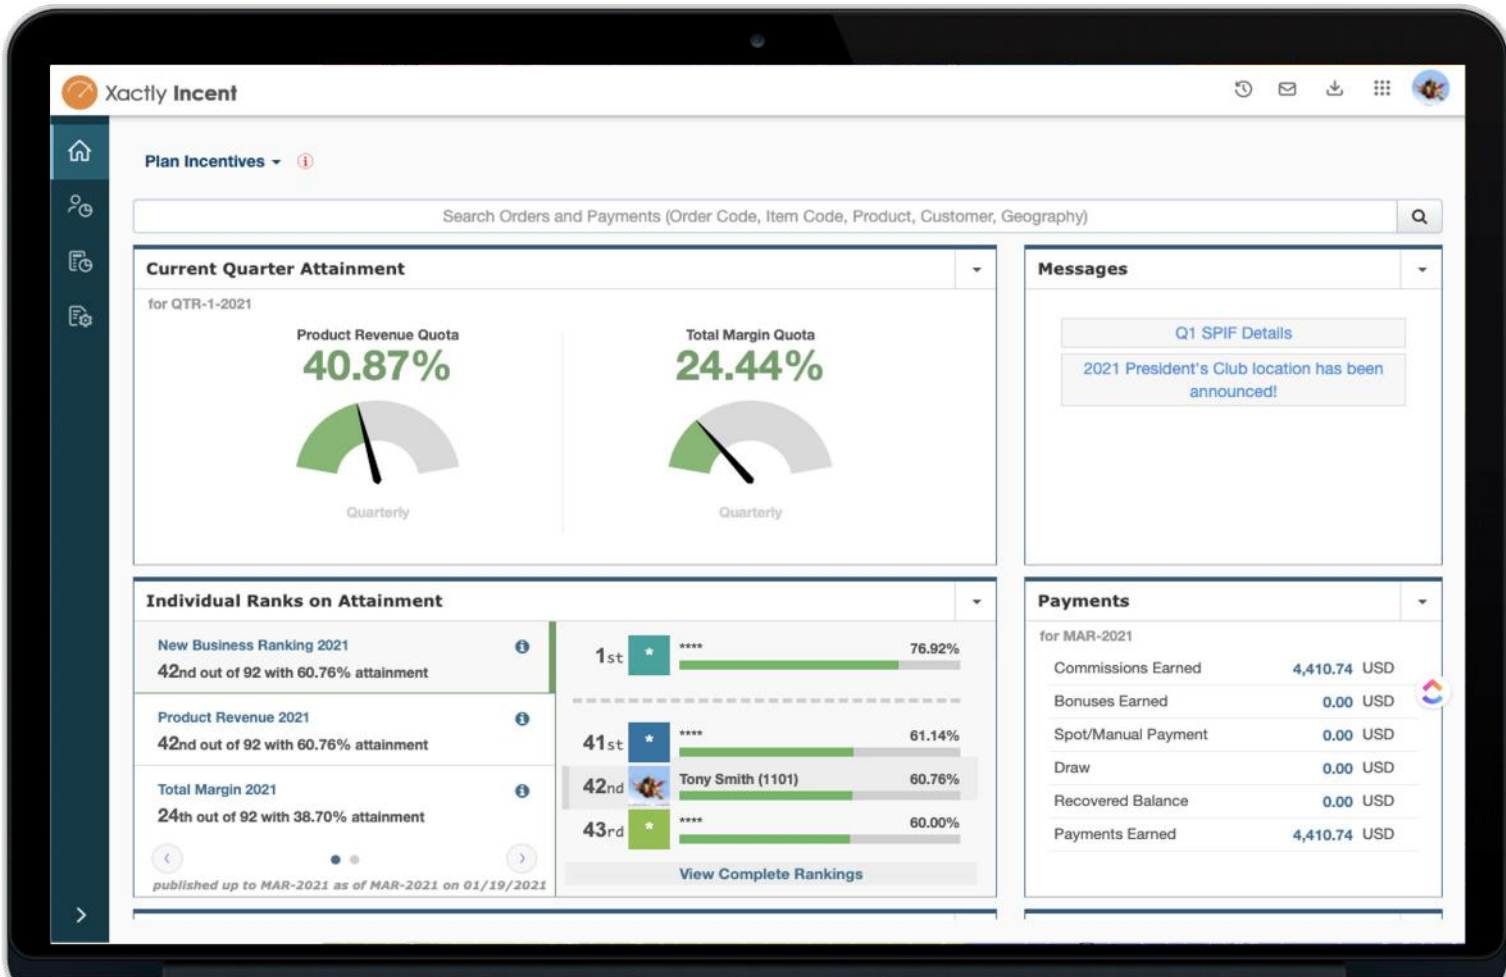 Xactly Incent
Plan Incentives
Search Orders and Payments (Order Code, Item Code, Product, Customer, Geography)
Current Quarter Attainment
for QTR-1-2021
Product Revenue Quota
40.87%
Quarterly
Total Margin Quota
24.44%
Quarterly
Messages
Q1 SPIF Details
2021 President's Club location has been
announced!
Individual Ranks on Attainment
New Business Ranking 2021
42nd out of 92 with 60.76% attainment
Product Revenue 2021
42nd out of 92 with 60.76% attainment
Total Margin 2021
24th out of 92 with 38.70% attainment
published up to MAR-2021 as of MAR-2021 on 01/19/2021
1st * **** 76.92%
41st * **** 61.14%
42nd Tony Smith (1101) 60.76%
43rd * **** 60.00%
View Complete Rankings
Payments
for MAR-2021
Commissions Earned 4,410.74 USD
Bonuses Earned 0.00 USD
Spot/Manual Payment 0.00 USD
Draw 0.00 USD
Recovered Balance 0.00 USD
Payments Earned 4,410.74 USD